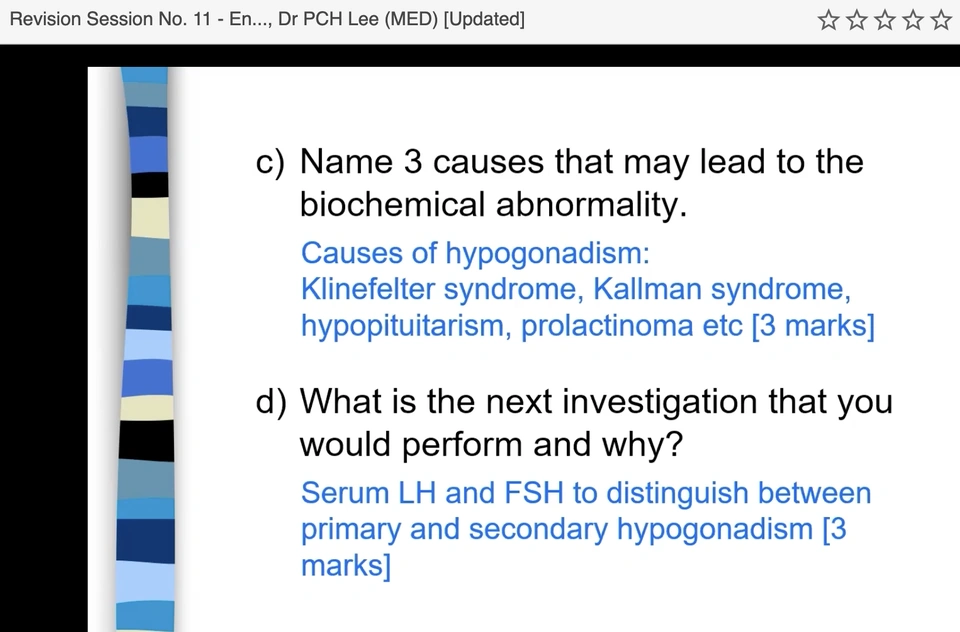 Revision Session No. 11 - En..., Dr PCH Lee (MED) [Updated]
c) Name 3 causes that may lead to the
biochemical abnormality.
Causes of hypogonadism:
Klinefelter syndrome, Kallman syndrome,
hypopituitarism, prolactinoma etc [3 marks]
d) What is the next investigation that you
would perform and why?
Serum LH and FSH to distinguish between
primary and secondary hypogonadism [3
marks]